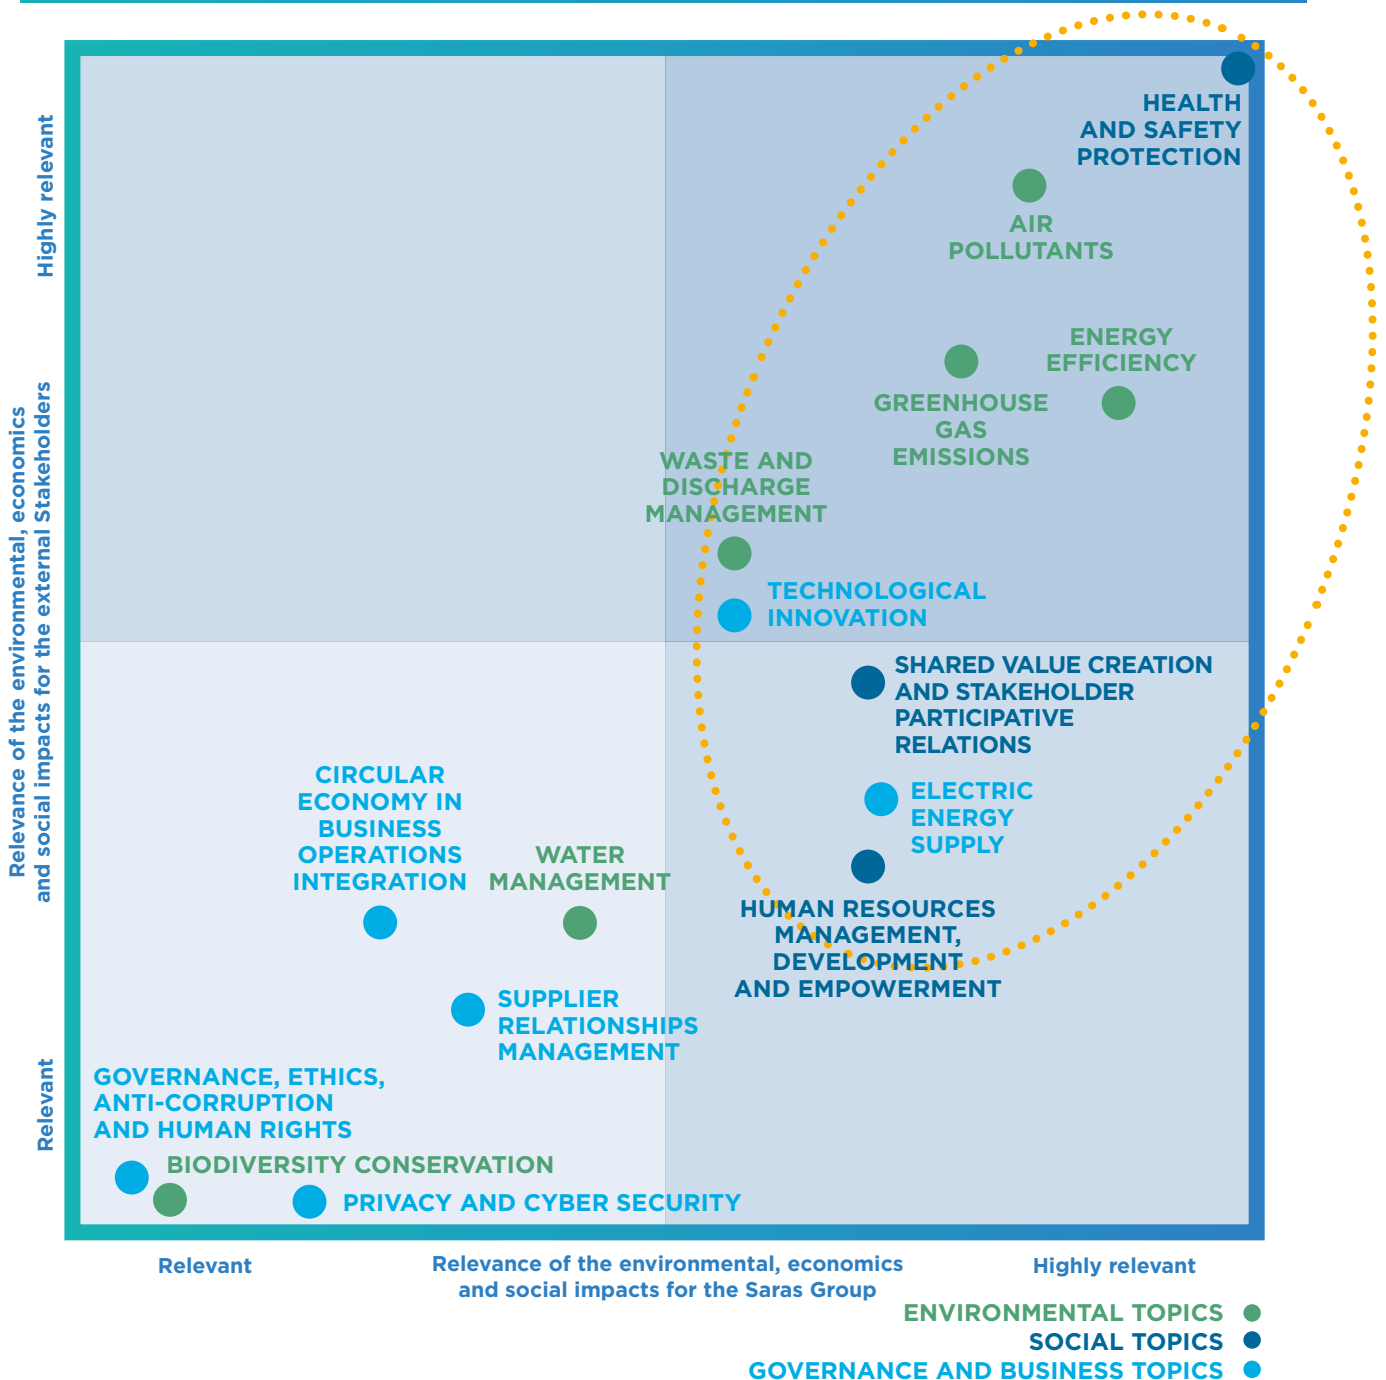 HEALTH
AND SAFETY
PROTECTION
AIR
POLLUTANTS
ENERGY
EFFICIENCY
GREENHOUSE
GAS
EMISSIONS
WASTE AND
DISCHARGE
MANAGEMENT
TECHNOLOGICAL
INNOVATION
SHARED VALUE CREATION
AND STAKEHOLDER
PARTICIPATIVE
RELATIONS
ELECTRIC
ENERGY
SUPPLY
HUMAN RESOURCES
MANAGEMENT,
DEVELOPMENT
AND EMPOWERMENT
CIRCULAR
ECONOMY IN
BUSINESS
OPERATIONS
INTEGRATION
WATER
MANAGEMENT
SUPPLIER
RELATIONSHIPS
MANAGEMENT
GOVERNANCE, ETHICS,
ANTI-CORRUPTION
AND HUMAN RIGHTS
BIODIVERSITY CONSERVATION
PRIVACY AND CYBER SECURITY
Highly relevant
Relevance of the environmental, economics
and social impacts for the external Stakeholders
Relevant
Relevant
Relevance of the environmental, economics
and social impacts for the Saras Group
Highly relevant
ENVIRONMENTAL TOPICS
SOCIAL TOPICS
GOVERNANCE AND BUSINESS TOPICS